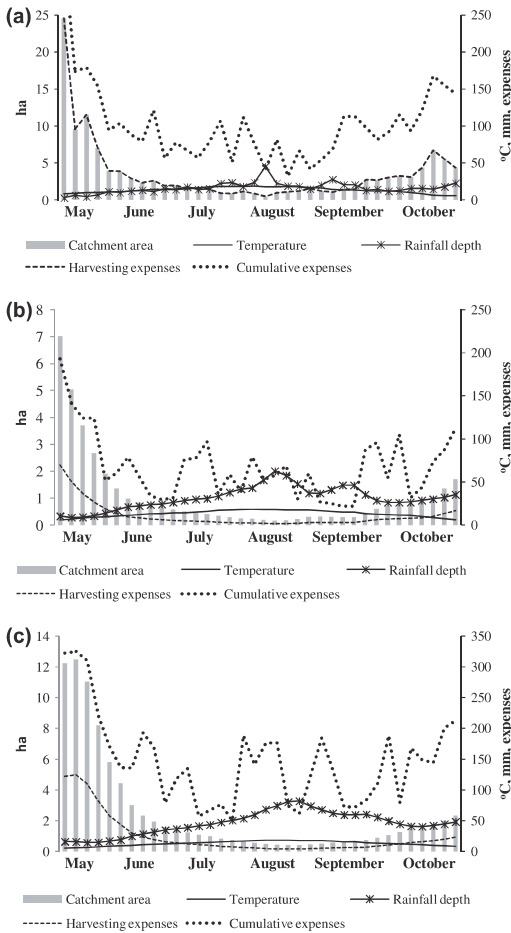 (a)
25
20
15
10
5
0
ha
250
200
150
100
50
0
ºC, mm, expenses
May June July August September October
Catchment area Temperature Rainfall depth
Harvesting expenses Cumulative expenses
(b)
8
7
6
5
4
3
2
1
0
ha
250
200
150
100
50
0
ºC, mm, expenses
May June July August September October
Catchment area Temperature Rainfall depth
Harvesting expenses Cumulative expenses
(c)
14
12
10
8
6
4
2
0
ha
350
300
250
200
150
100
50
0
ºC, mm, expenses
May June July August September October
Catchment area Temperature Rainfall depth
Harvesting expenses Cumulative expenses